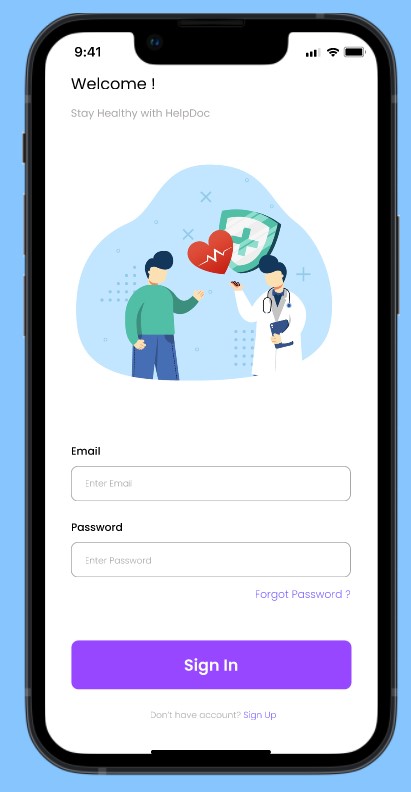 9:41
Welcome !
Stay Healthy with HelpDoc
Email
Enter Email
Password
Enter Password
Forgot Password ?
Sign In
Don't have account? Sign Up